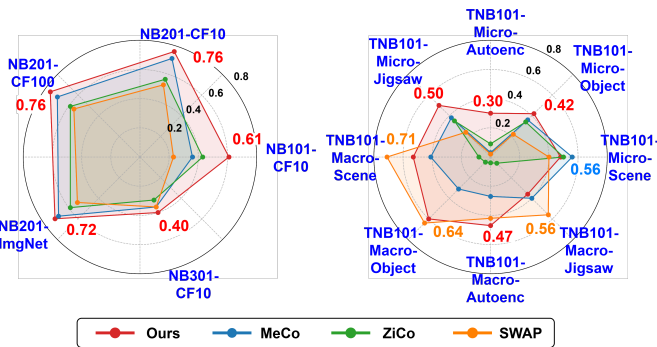 NB201-CF10
0.76
0.8
0.6
0.4
0.2
NB201-
CF100
0.76
0.61
NB101-
CF10
NB201-
ImgNet
0.72
0.40
NB301-
CF10
TNB101-
Micro-
Autoenc
0.8
TNB101-
Micro-
Jigsaw
TNB101-
Micro-
Object
0.50
0.30
0.4
0.42
0.2
TNB101-
Macro-
Scene
0.71
TNB101-
Micro-
Scene
0.56
0.64
0.47
0.56
TNB101-
Macro-
Object
TNB101-
Macro-
Autoenc
TNB101-
Macro-
Jigsaw
Ours
MeCo
ZiCo
SWAP